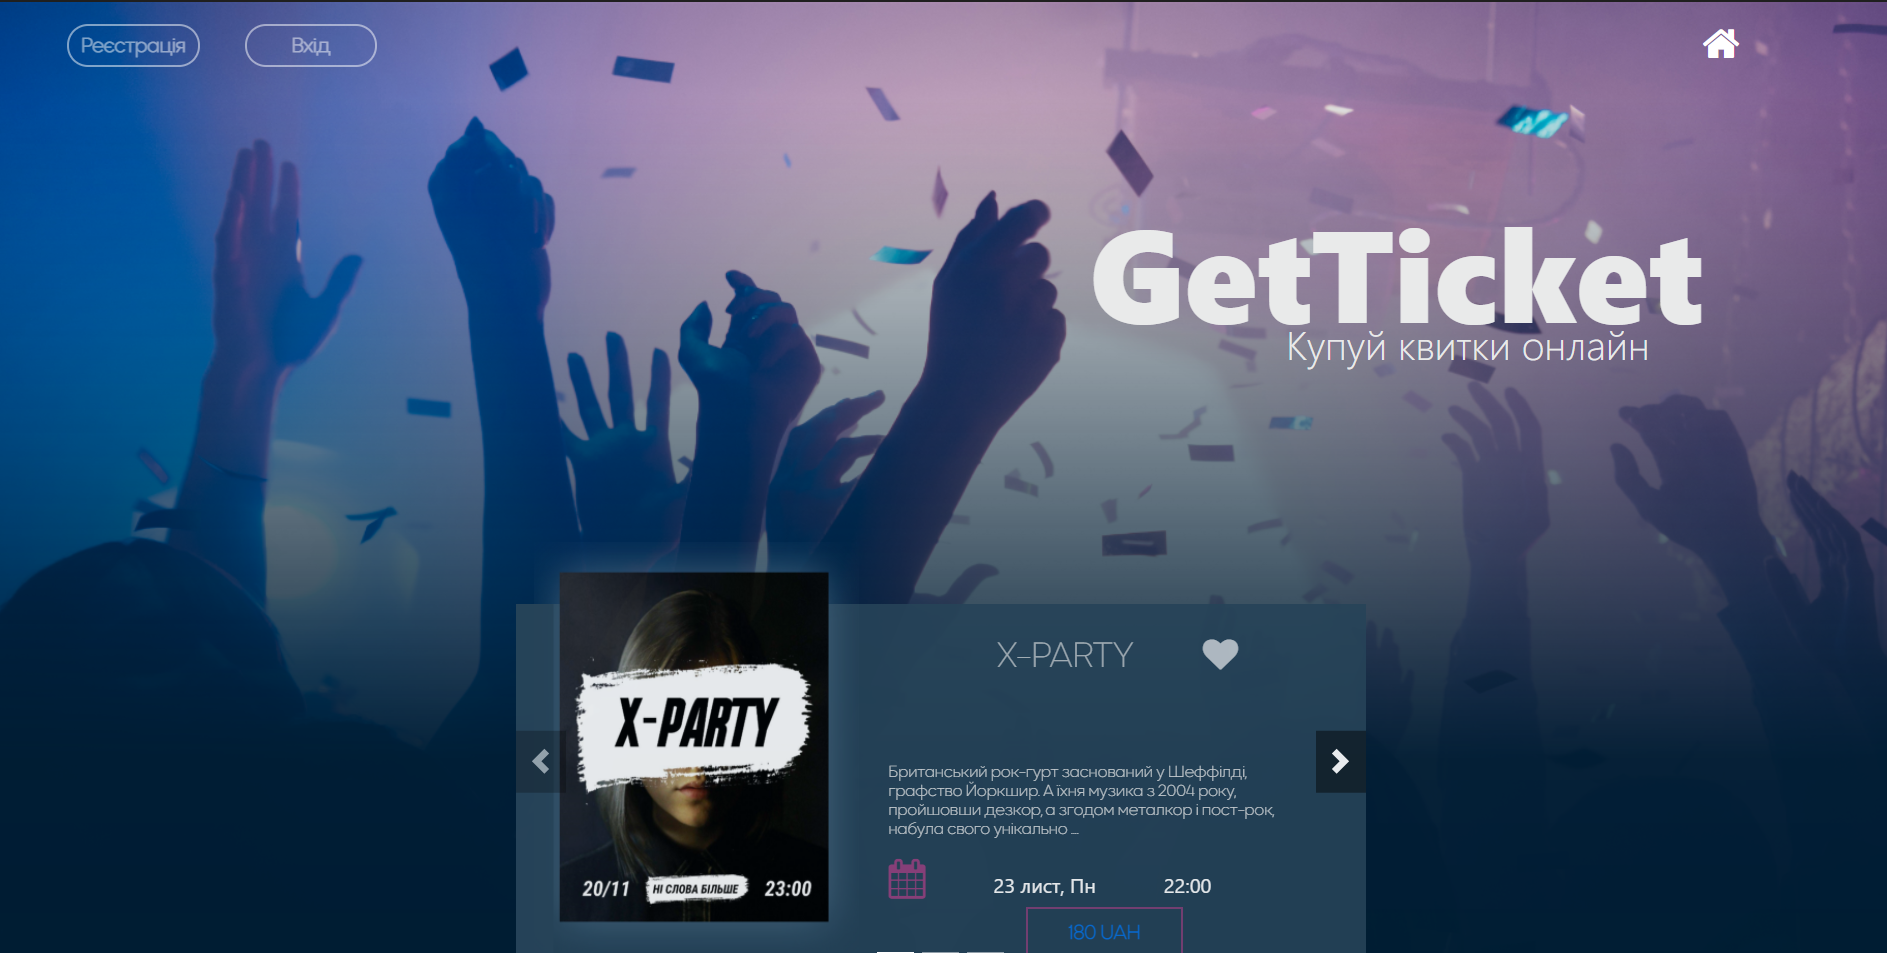 Реєстрація
Вхід
GetTicket
Купуй квитки онлайн
X-PARTY
X-PARTY
Британський рок-гурт заснований у Шеффілді,
графство Йоркшир. А їхня музика з 2004 року,
пройшовши дезкор, а згодом металкор і пост-рок,
набула свого унікально ...
20/11
НІ СЛОВА БІЛЬШЕ
23:00
23 лист, Пн
22:00
180 UAH